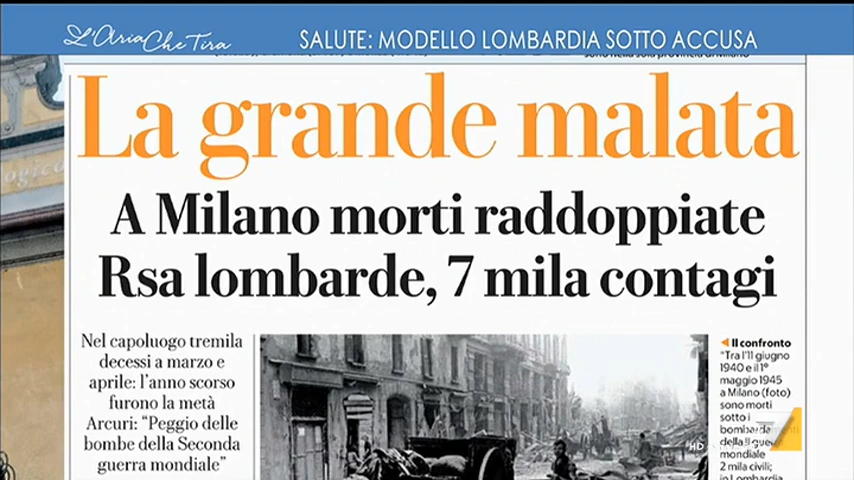 L'Aria Che Tira
SALUTE: MODELLO LOMBARDIA SOTTO ACCUSA
La grande malata
A Milano morti raddoppiate
Rsa lombarde, 7 mila contagi
Nel capoluogo tremila
decessi a marzo e
aprile: l'anno scorso
furono la metà
Arcuri: "Peggio delle
bombe della Seconda
guerra mondiale"
Il confronto
"Tra l'11 giugno
1940 e il 1°
maggio 1945
a Milano (foto)
sono morti
sotto i
bombardamenti
della II guerra
mondiale
2 mila civili;
in Lombardia
HD